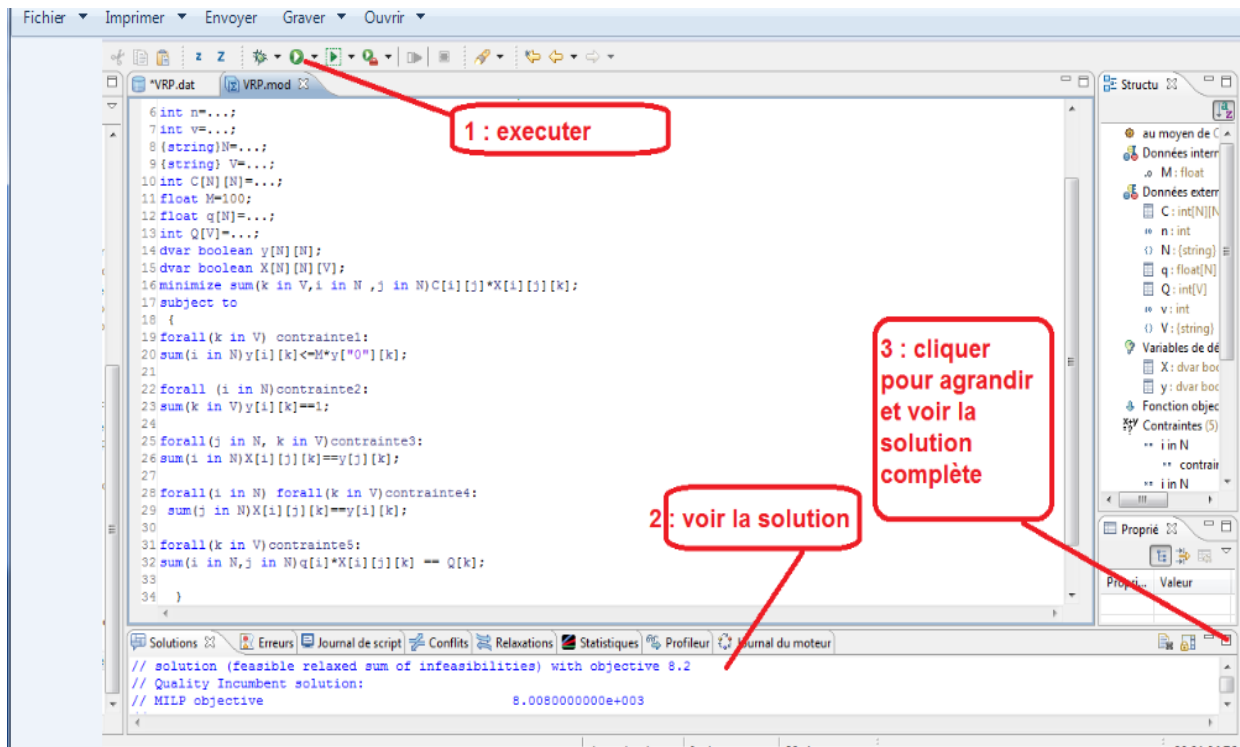 Fichier Imprimer Envoyer Graver Ouvrir
*VRP.dat VRP.mod
Structu
6 int n=...;
7 int v=...;
8 {string}N=...;
9 {string} V=...;
10 int C[N][N]=...;
11 float M=100;
12 float q[N]=...;
13 int Q[V]=...;
14 dvar boolean y[N][N];
15 dvar boolean X[N][N][V];
16 minimize sum(k in V,i in N ,j in N)C[i][j]*X[i][j][k];
17 subject to
18 {
19 forall(k in V) contrainte1:
20 sum(i in N)y[i][k]<=M*y["0"][k];
21
22 forall (i in N)contrainte2:
23 sum(k in V)y[i][k]==1;
24
25 forall(j in N, k in V)contrainte3:
26 sum(i in N)X[i][j][k]==y[j][k];
27
28 forall(i in N) forall(k in V)contrainte4:
29 sum(j in N)X[i][j][k]==y[i][k];
30
31 forall(k in V)contrainte5:
32 sum(i in N,j in N)q[i]*X[i][j][k] == Q[k];
33
34 }
1 : executer
2 : voir la solution
3 : cliquer
pour agrandir
et voir la
solution
complète
au moyen de
Données interr
M : float
Données exterr
C : int[N][N
n : int
N : {string}
q : float[N]
Q : int[V]
v : int
V : {string}
Variables de dé
X : dvar boo
y : dvar boo
Fonction objec
Contraintes (5)
i in N
contrair
i in N
Proprié
Propri... Valeur
Solutions Erreurs Journal de script Conflits Relaxations Statistiques Profileur Journal du moteur
// solution (feasible relaxed sum of infeasibilities) with objective 8.2
// Quality Incumbent solution:
// MILP objective 8.0080000000e+003